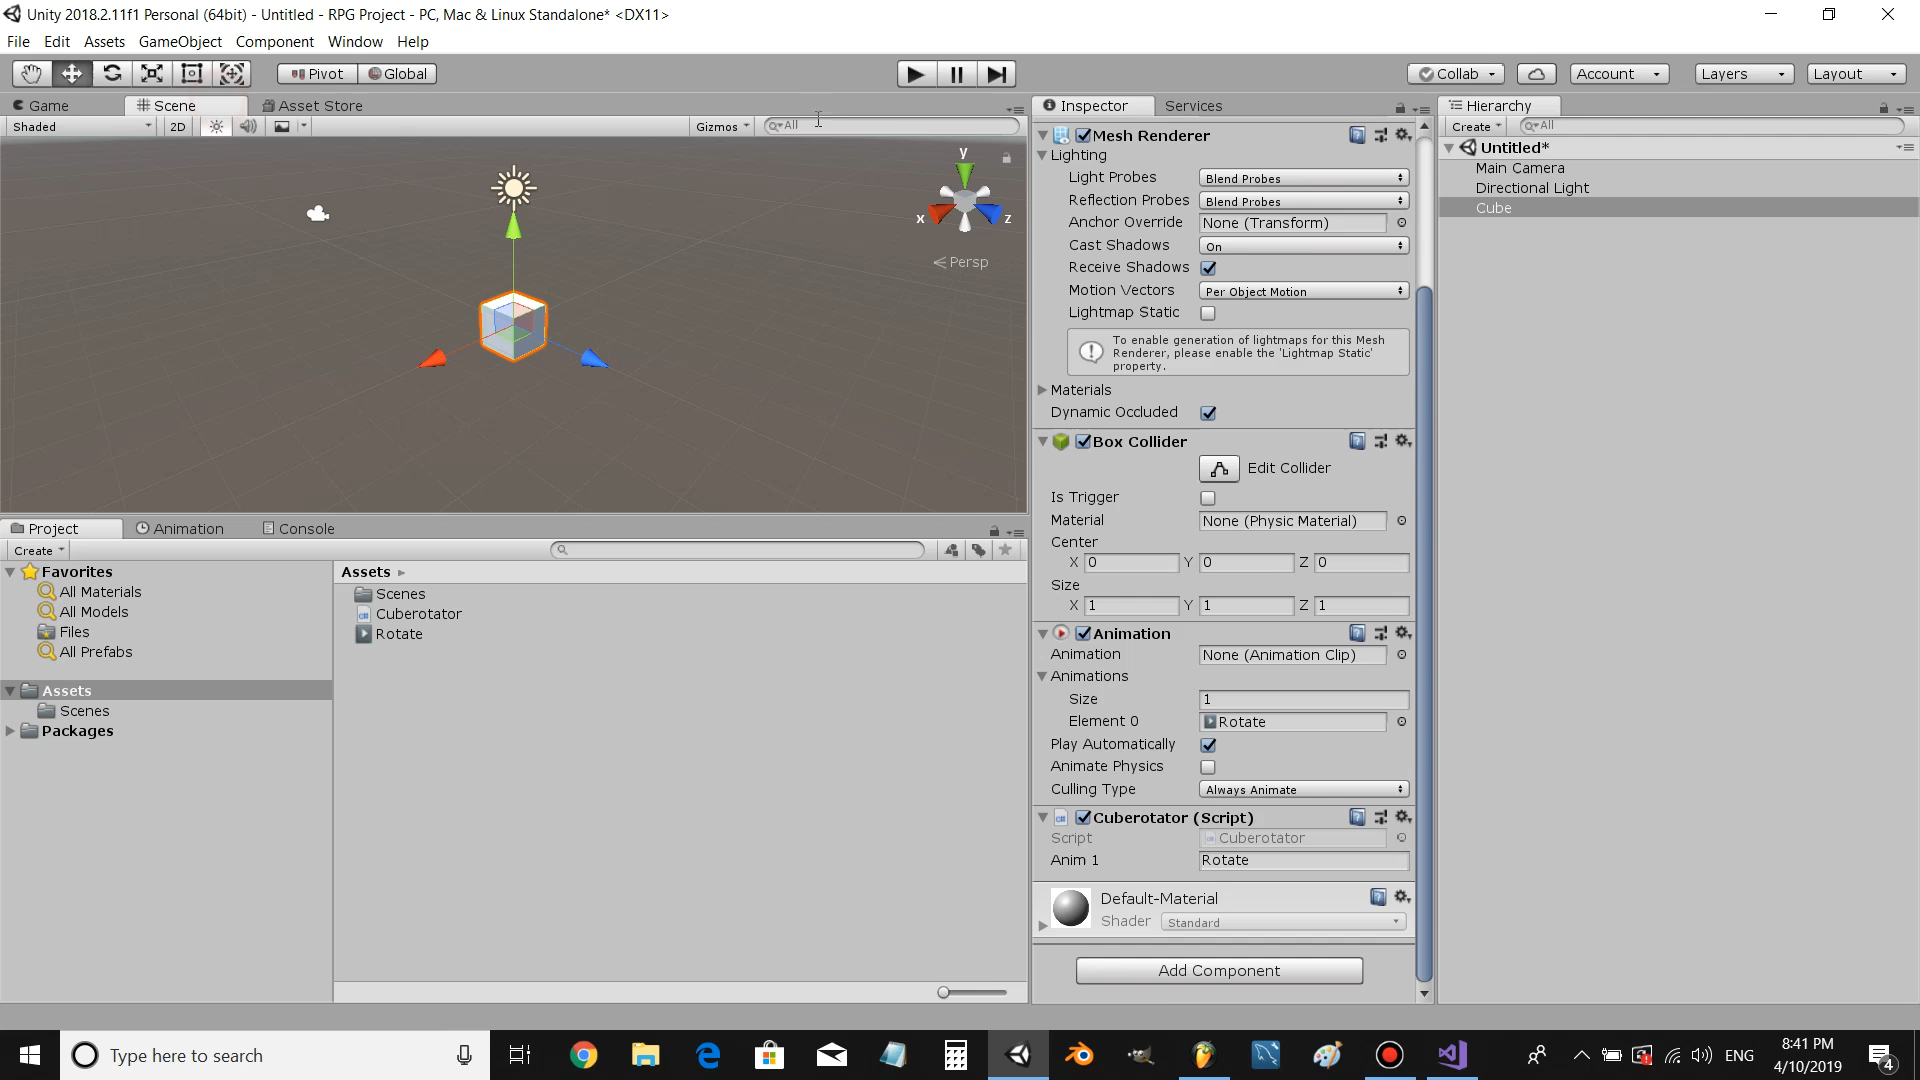 Unity 2018.2.11f1 Personal (64bit) - Untitled - RPG Project - PC, Mac & Linux Standalone* <DX11>
File Edit Assets GameObject Component Window Help
Pivot Global Collab Account Layers Layout
Game Scene Asset Store
Shaded 2D Gizmos All
y
x z
Persp
Project Animation Console
Create
Favorites
All Materials
All Models
Files
All Prefabs
Assets
Scenes
Packages
Assets
Scenes
Cuberotator
Rotate
Inspector Services
Mesh Renderer
Lighting
Light Probes Blend Probes
Reflection Probes Blend Probes
Anchor Override None (Transform)
Cast Shadows On
Receive Shadows
Motion Vectors Per Object Motion
Lightmap Static
To enable generation of lightmaps for this Mesh
Renderer, please enable the 'Lightmap Static'
property.
Materials
Dynamic Occluded
Box Collider
Edit Collider
Is Trigger
Material None (Physic Material)
Center
X 0 Y 0 Z 0
Size
X 1 Y 1 Z 1
Animation
Animation None (Animation Clip)
Animations
Size 1
Element 0 Rotate
Play Automatically
Animate Physics
Culling Type Always Animate
Cuberotator (Script)
Script Cuberotator
Anim 1 Rotate
Default-Material
Shader Standard
Add Component
Hierarchy
Create All
Untitled*
Main Camera
Directional Light
Cube
Type here to search
ENG
8:41 PM
4/10/2019
4